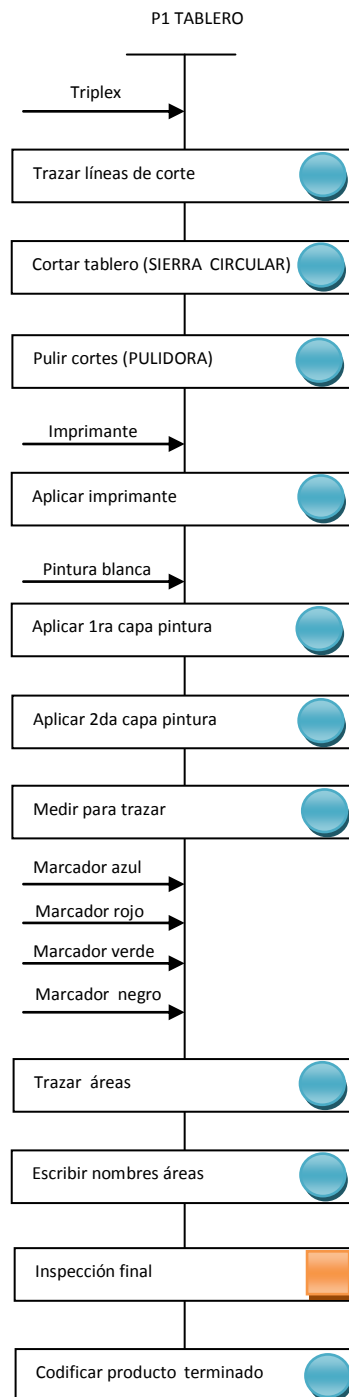 P1 TABLERO
Triplex
Trazar líneas de corte
Cortar tablero (SIERRA CIRCULAR)
Pulir cortes (PULIDORA)
Imprimante
Aplicar imprimante
Pintura blanca
Aplicar 1ra capa pintura
Aplicar 2da capa pintura
Medir para trazar
Marcador azul
Marcador rojo
Marcador verde
Marcador negro
Trazar áreas
Escribir nombres áreas
Inspección final
Codificar producto terminado